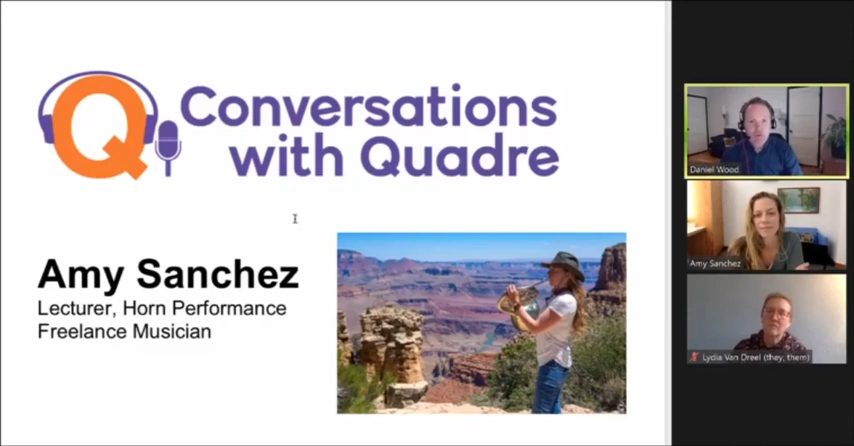 Q Conversations
with Quadre
Amy Sanchez
Lecturer, Horn Performance
Freelance Musician
Daniel Wood
Amy Sanchez
Lydia Van Dreel (they, them)